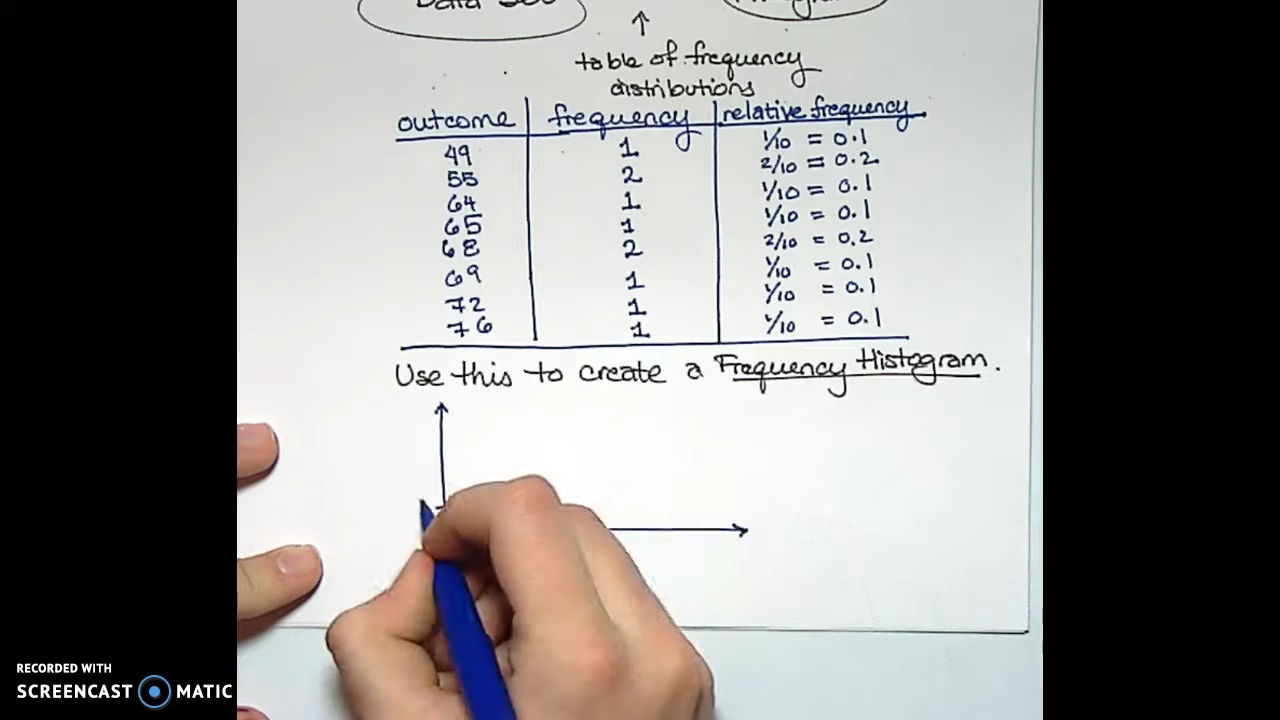 Data Set
table of frequency
distributions
outcome frequency relative frequency
49 1 1/10 = 0.1
55 2 2/10 = 0.2
64 1 1/10 = 0.1
65 1 1/10 = 0.1
68 2 2/10 = 0.2
69 1 1/10 = 0.1
72 1 1/10 = 0.1
76 1 1/10 = 0.1
Use this to create a Frequency Histogram.
RECORDED WITH
SCREENCAST MATIC